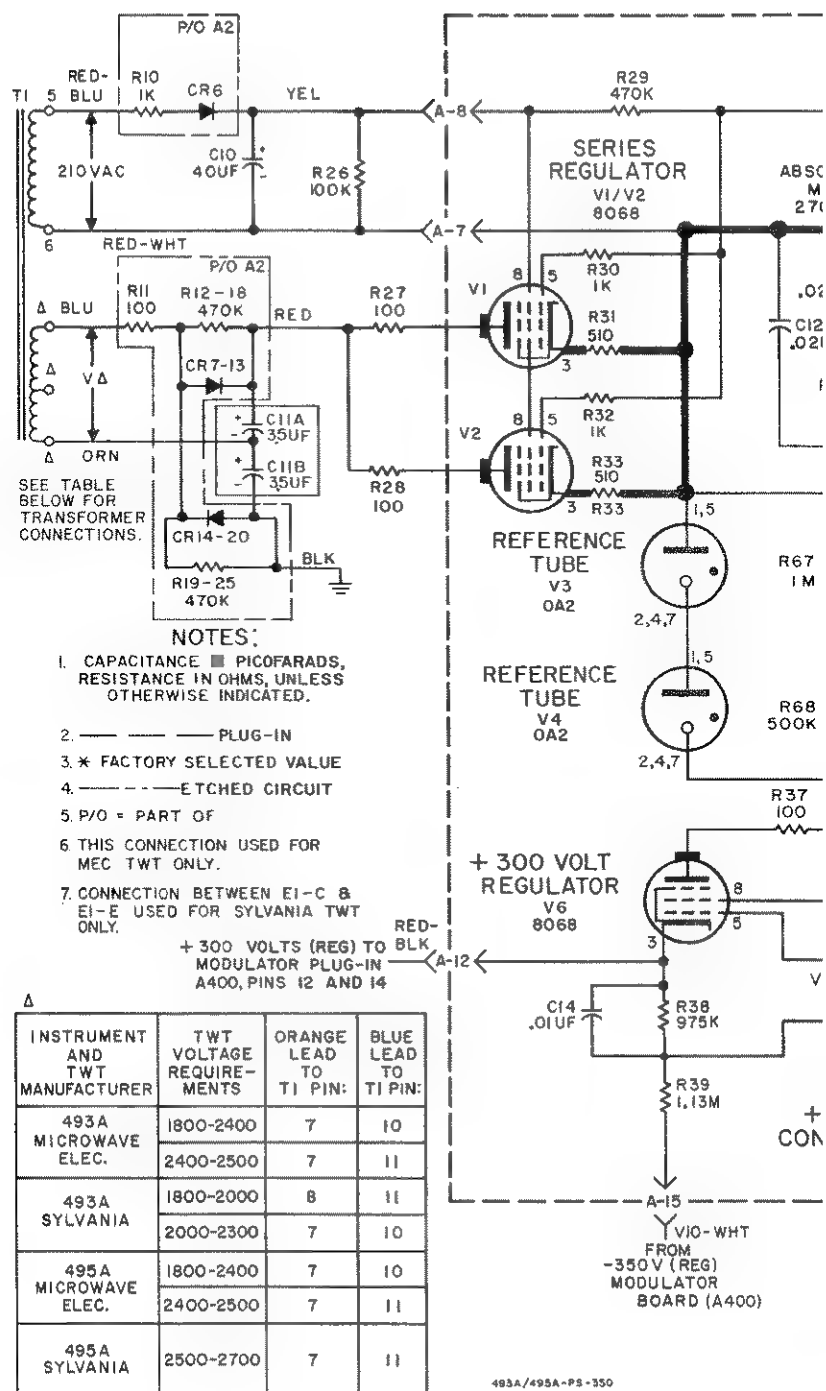 P/O A2
T1
5
RED-
BLU
R10
1K
CR6
YEL
A-8
R29
470K
210VAC
C10
40UF
+
-
R26
100K
SERIES
REGULATOR
V1/V2
8068
ABSO
M
270
6
RED-WHT
A-7
P/O A2
Δ
BLU
R11
100
R12-18
470K
RED
R27
100
V1
8
5
R30
1K
R31
510
3
.02
C12
.02U
Δ
VΔ
CR7-13
+
-
C11A
35UF
8
5
R32
1K
V2
Δ
ORN
+
-
C11B
35UF
R28
100
R33
510
R33
3
SEE TABLE
BELOW FOR
TRANSFORMER
CONNECTIONS.
CR14-20
BLK
R19-25
470K
REFERENCE
TUBE
V3
0A2
1,5
2,4,7
R67
1M
REFERENCE
TUBE
V4
0A2
1,5
2,4,7
R68
500K
NOTES:
1. CAPACITANCE PICOFARADS,
RESISTANCE IN OHMS, UNLESS
OTHERWISE INDICATED.
2. PLUG-IN
3. * FACTORY SELECTED VALUE
4. ETCHED CIRCUIT
5. P/O = PART OF
6. THIS CONNECTION USED FOR
MEC TWT ONLY.
7. CONNECTION BETWEEN E1-C &
E1-E USED FOR SYLVANIA TWT
ONLY.
R37
100
+ 300 VOLT
REGULATOR
V6
8068
8
5
3
V
RED-
BLK
A-12
+ 300 VOLTS (REG) TO
MODULATOR PLUG-IN
A400, PINS 12 AND 14
C14
.01UF
R38
975K
R39
1.13M
+
CON
A-15
VIO-WHT
FROM
-350V (REG)
MODULATOR
BOARD (A400)
Δ
INSTRUMENT AND TWT MANUFACTURER | TWT VOLTAGE REQUIRE-MENTS | ORANGE LEAD TO T1 PIN: | BLUE LEAD TO T1 PIN:
493A MICROWAVE ELEC. | 1800-2400 | 7 | 10
2400-2500 | 7 | 11
493A SYLVANIA | 1800-2000 | 8 | 11
2000-2300 | 7 | 10
495A MICROWAVE ELEC. | 1800-2400 | 7 | 10
2400-2500 | 7 | 11
495A SYLVANIA | 2500-2700 | 7 | 11
493A/495A-PS-350